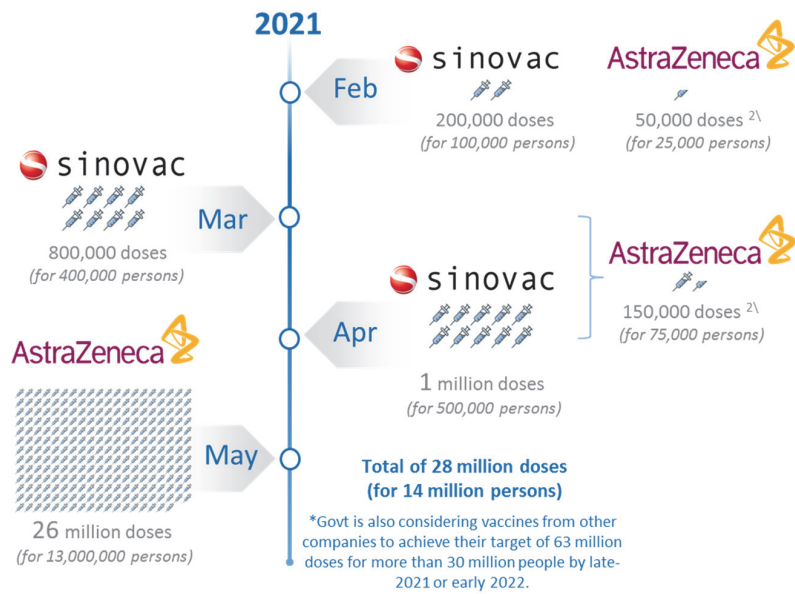 2021
Feb
sinovac
200,000 doses
(for 100,000 persons)
AstraZeneca
50,000 doses 2\
(for 25,000 persons)
sinovac
800,000 doses
(for 400,000 persons)
Mar
AstraZeneca
150,000 doses 2\
(for 75,000 persons)
Apr
sinovac
1 million doses
(for 500,000 persons)
AstraZeneca
26 million doses
(for 13,000,000 persons)
May
Total of 28 million doses
(for 14 million persons)
*Govt is also considering vaccines from other
companies to achieve their target of 63 million
doses for more than 30 million people by late-
2021 or early 2022.